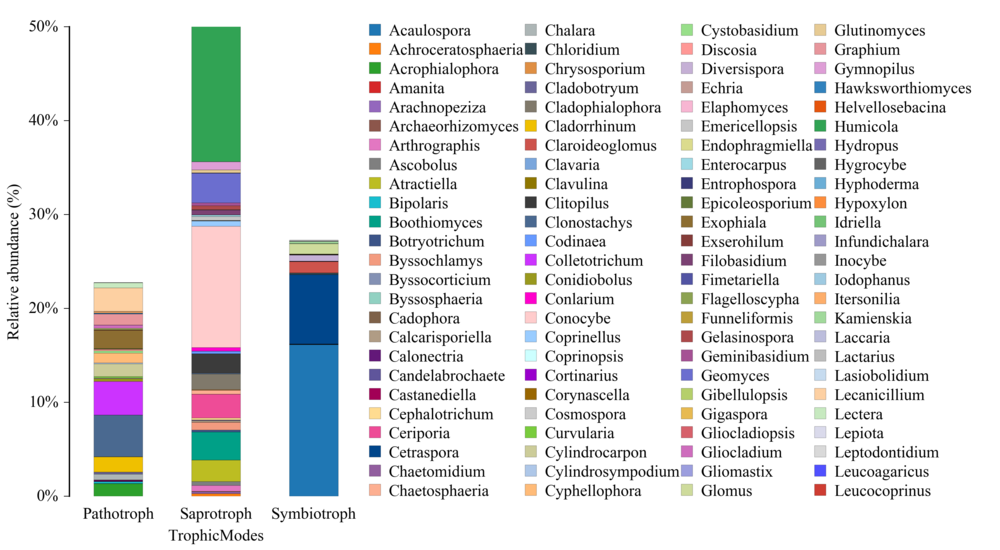 50%
40%
30%
20%
10%
0%
Relative abundance (%)
Pathotroph
Saprotroph
Symbiotroph
TrophicModes
Acaulospora
Achroceratosphaeria
Acrophialophora
Amanita
Arachnopeziza
Archaeorhizomyces
Arthrographis
Ascobolus
Atractiella
Bipolaris
Boothiomyces
Botryotrichum
Byssochlamys
Byssocorticium
Byssosphaeria
Cadophora
Calcarisporiella
Calonectria
Candelabrochaete
Castanediella
Cephalotrichum
Ceriporia
Cetraspora
Chaetomidium
Chaetosphaeria
Chalara
Chloridium
Chrysosporium
Cladobotryum
Cladophialophora
Cladorrhinum
Claroideoglomus
Clavaria
Clavulina
Clitopilus
Clonostachys
Codinaea
Colletotrichum
Conidiobolus
Conlarium
Conocybe
Coprinellus
Coprinopsis
Cortinarius
Corynascella
Cosmospora
Curvularia
Cylindrocarpon
Cylindrosympodium
Cyphellophora
Cystobasidium
Discosia
Diversispora
Echria
Elaphomyces
Emericellopsis
Endophragmiella
Enterocarpus
Entrophospora
Epicoleosporium
Exophiala
Exserohilum
Filobasidium
Fimetariella
Flagelloscypha
Funneliformis
Gelasinospora
Geminibasidium
Geomyces
Gibellulopsis
Gigaspora
Gliocladiopsis
Gliocladium
Gliomastix
Glomus
Glutinomyces
Graphium
Gymnopilus
Hawksworthiomyces
Helvellosebacina
Humicola
Hydropus
Hygrocybe
Hyphoderma
Hypoxylon
Idriella
Infundichalara
Inocybe
Iodophanus
Itersonilia
Kamienskia
Laccaria
Lactarius
Lasiobolidium
Lecanicillium
Lectera
Lepiota
Leptodontidium
Leucoagaricus
Leucocoprinus